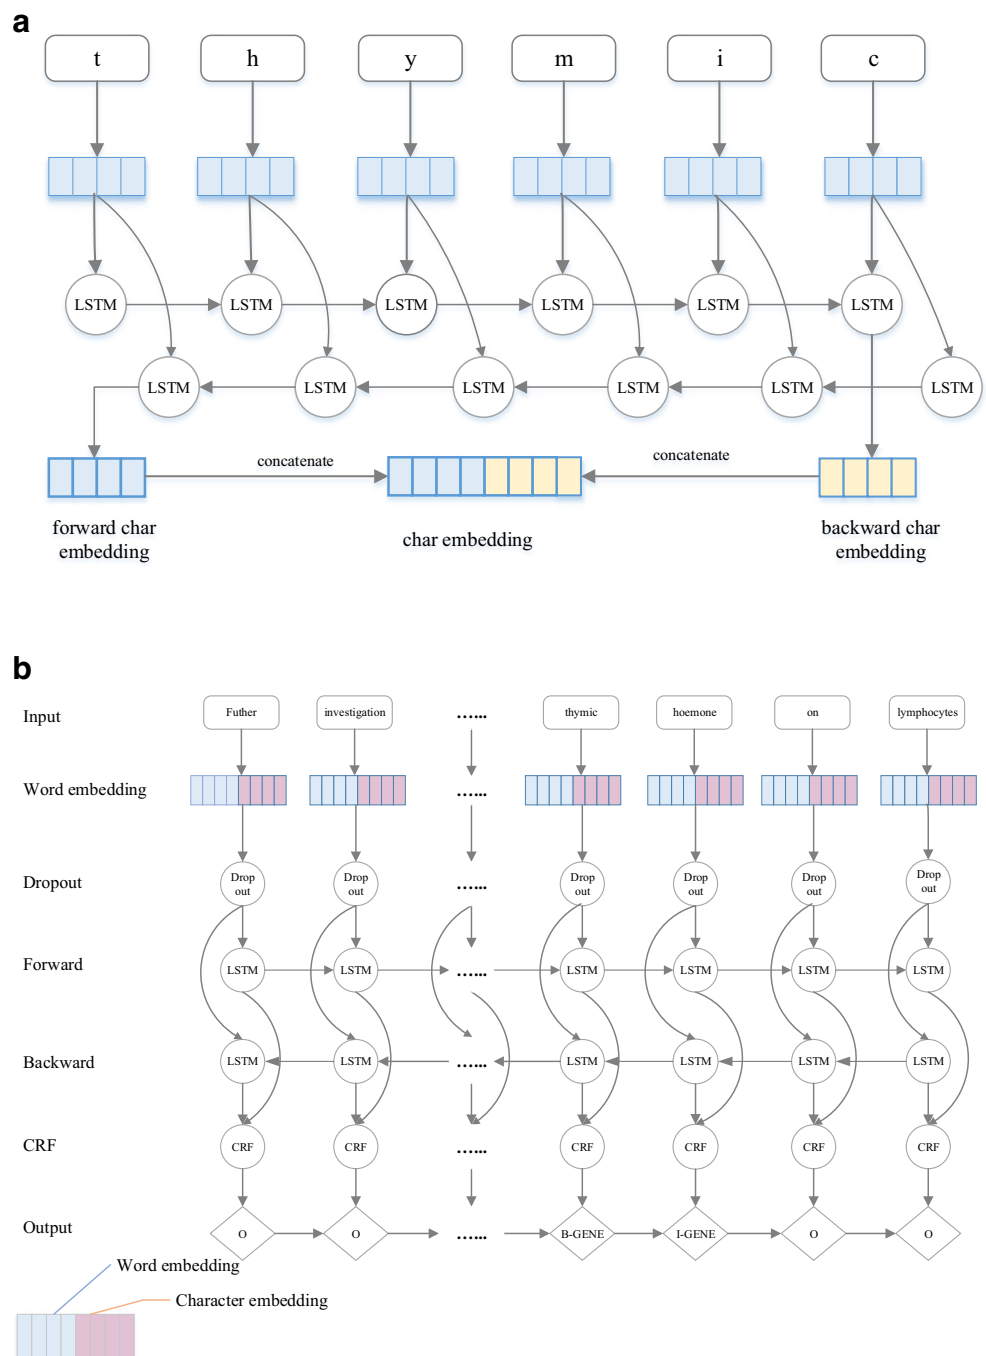 a
t h y m i c
LSTM LSTM LSTM LSTM LSTM LSTM
LSTM LSTM LSTM LSTM LSTM LSTM
concatenate concatenate
forward char
embedding
char embedding
backward char
embedding
b
Input Futher investigation ...... thymic hoemone on lymphocytes
Word embedding ......
Dropout Drop out Drop out ...... Drop out Drop out Drop out Drop out
Forward LSTM LSTM ...... LSTM LSTM LSTM LSTM
Backward LSTM LSTM ...... LSTM LSTM LSTM LSTM
CRF CRF CRF ...... CRF CRF CRF CRF
Output O O ...... B-GENE I-GENE O O
Word embedding
Character embedding